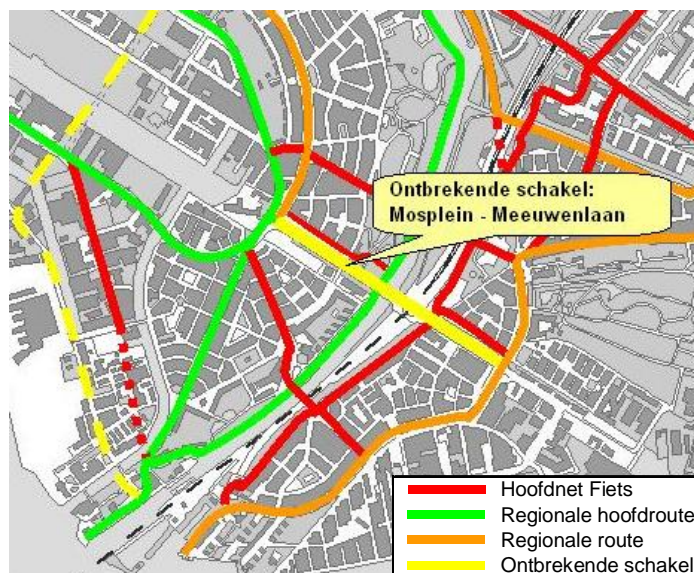 Ontbrekende schakel:
Mosplein - Meeuwenlaan
Hoofdnet Fiets
Regionale hoofdroute
Regionale route
Ontbrekende schakel